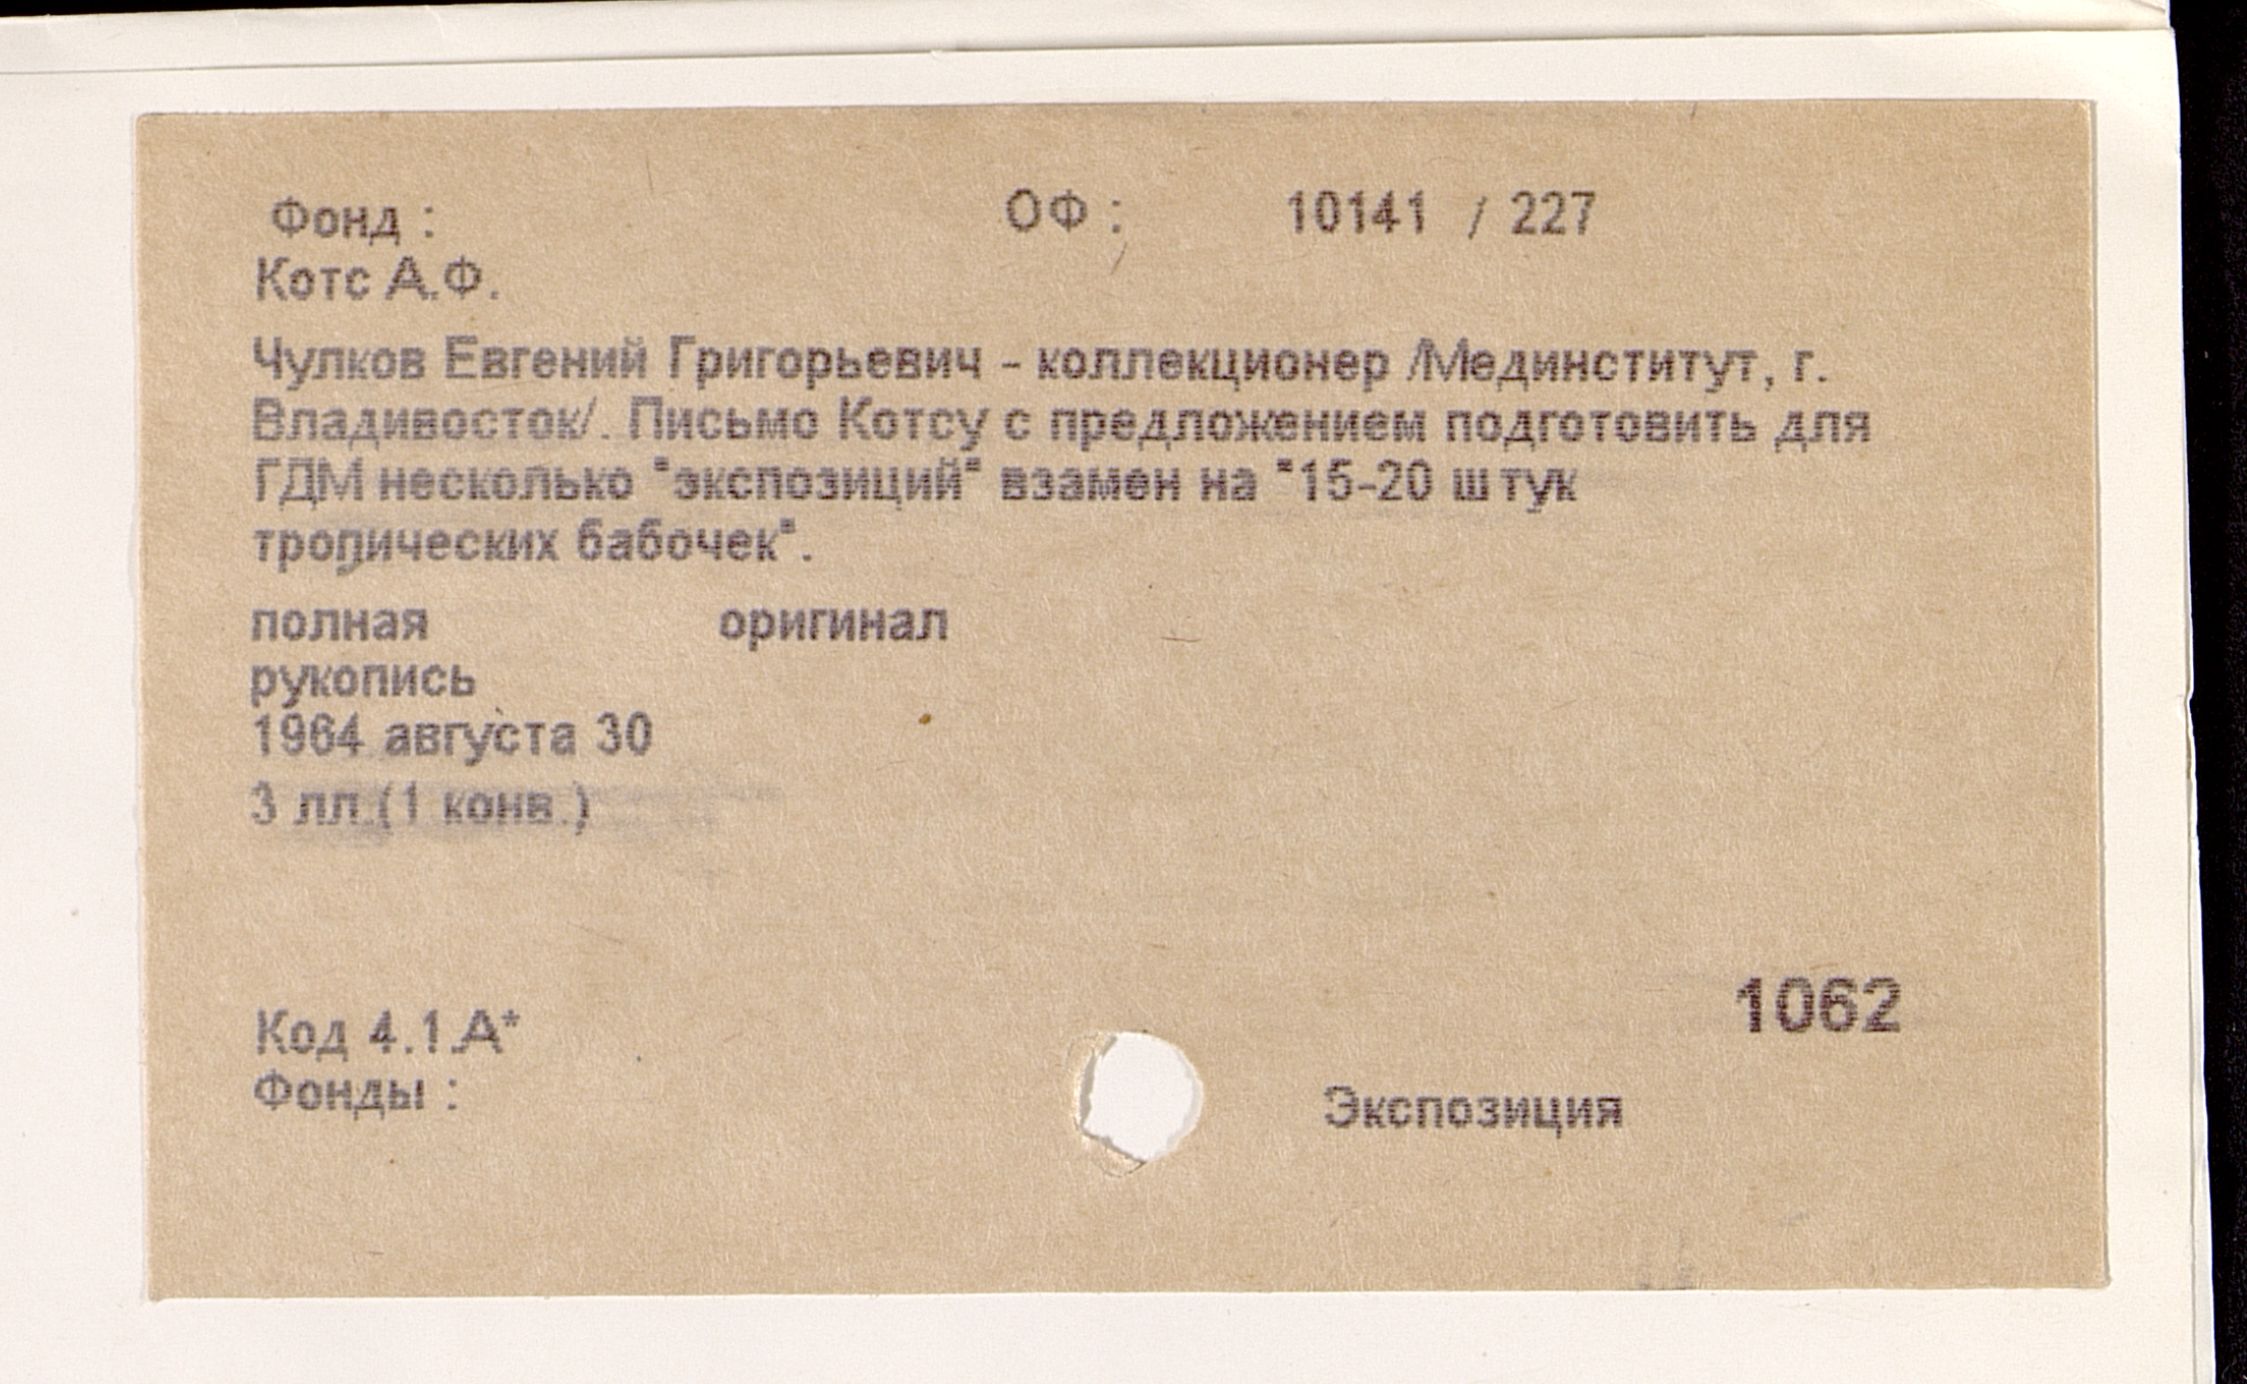 Фонд : ОФ : 10141 / 227
Котс А.Ф.
Чулков Евгений Григорьевич - коллекционер /Мединститут, г.
Владивосток/. Письмо Котсу с предложением подготовить для
ГДМ несколько "экспозиций" взамен на "15-20 штук
тропических бабочек".
полная оригинал
рукопись
1964 августа 30
3 лл.(1 конв.)
1062
Код 4.1.А*
Фонды : Экспозиция